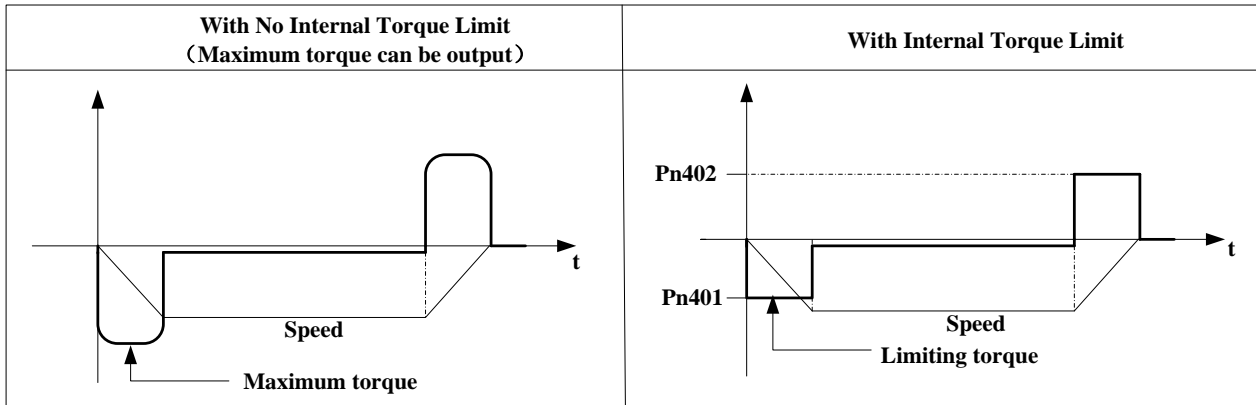 With No Internal Torque Limit
（Maximum torque can be output）
With Internal Torque Limit
t
Speed
Maximum torque
Pn402
t
Pn401
Speed
Limiting torque